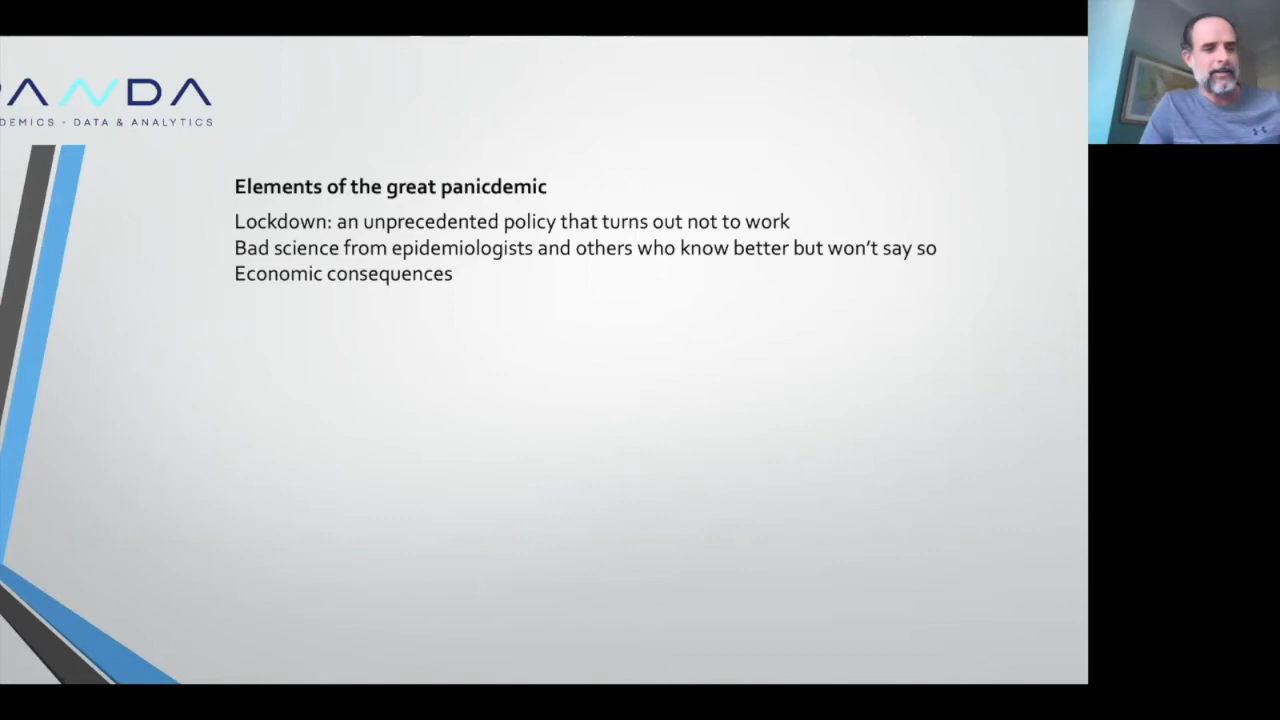 PANDA
DEMICS - DATA & ANALYTICS
Elements of the great panicdemic
Lockdown: an unprecedented policy that turns out not to work
Bad science from epidemiologists and others who know better but won’t say so
Economic consequences